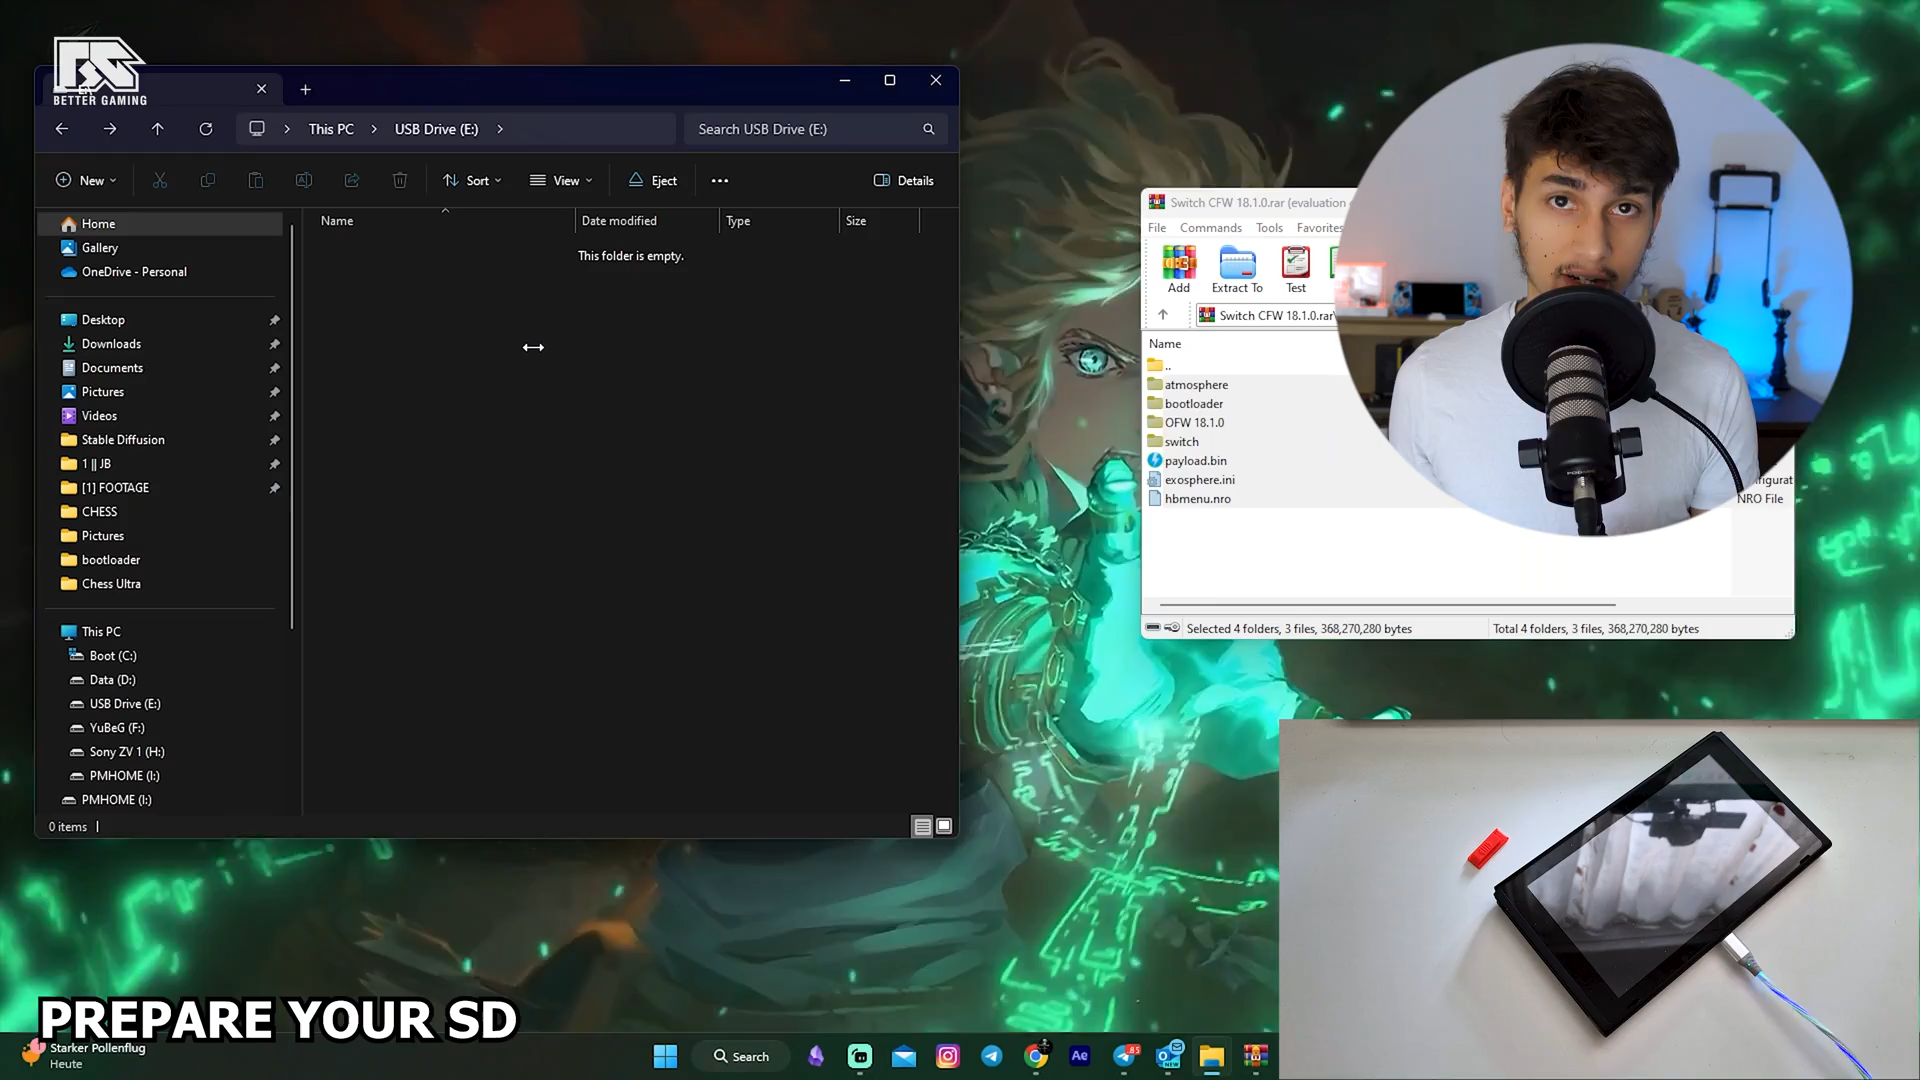 BETTER GAMING
This PC
USB Drive (E:)
Search USB Drive (E:)
New
Sort
View
Eject
Details
Name
Date modified
Type
Size
This folder is empty.
Home
Gallery
OneDrive - Personal
Desktop
Downloads
Documents
Pictures
Videos
Stable Diffusion
1 || JB
[1] FOOTAGE
CHESS
Pictures
bootloader
Chess Ultra
This PC
Boot (C:)
Data (D:)
USB Drive (E:)
YuBeG (F:)
Sony ZV 1 (H:)
PMHOME (I:)
PMHOME (I:)
0 items
Switch CFW 18.1.0.rar (evaluation
File
Commands
Tools
Favorites
Add
Extract To
Test
Switch CFW 18.1.0.rar\
Name
..
atmosphere
bootloader
OFW 18.1.0
switch
payload.bin
exosphere.ini
hbmenu.nro
NRO File
Selected 4 folders, 3 files, 368,270,280 bytes
Total 4 folders, 3 files, 368,270,280 bytes
PREPARE YOUR SD
Starker Pollenflug
Heute
Search
Ae
85
NEW